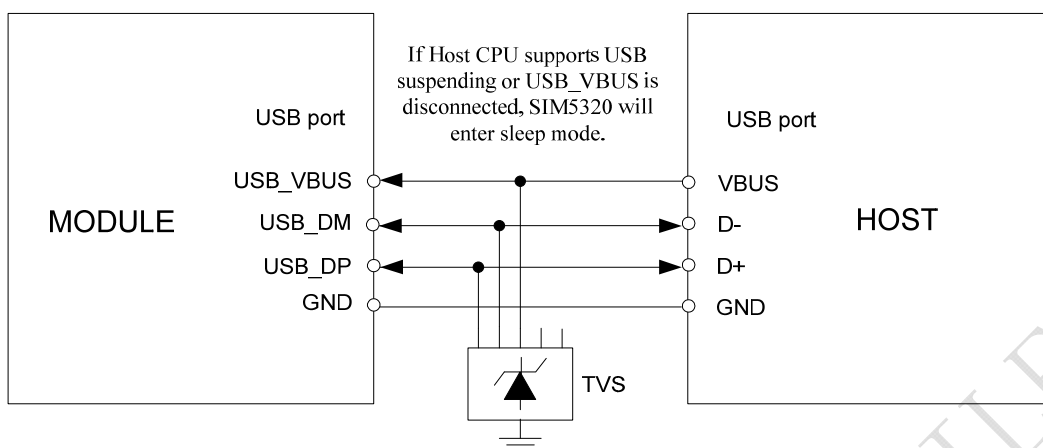 If Host CPU supports USB
suspending or USB_VBUS is
disconnected, SIM5320 will
enter sleep mode.
USB port
USB port
USB_VBUS
VBUS
MODULE
USB_DM
D-
HOST
USB_DP
D+
GND
GND
TVS